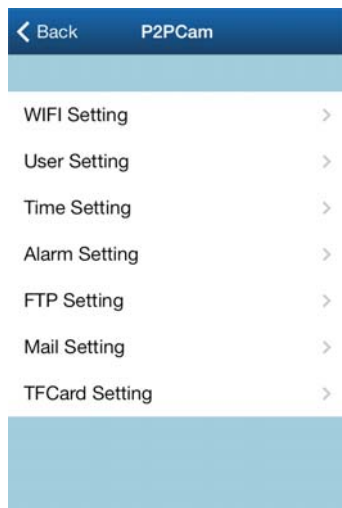 Back P2PCam
WIFI Setting
User Setting
Time Setting
Alarm Setting
FTP Setting
Mail Setting
TFCard Setting